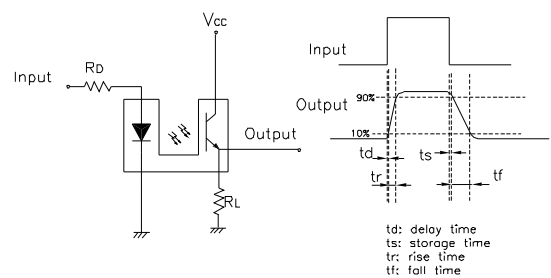 Vcc
RD
Input
Output
RL
Input
Output
90%
10%
td
ts
tr
tf
td: delay time
ts: storage time
tr: rise time
tf: fall time